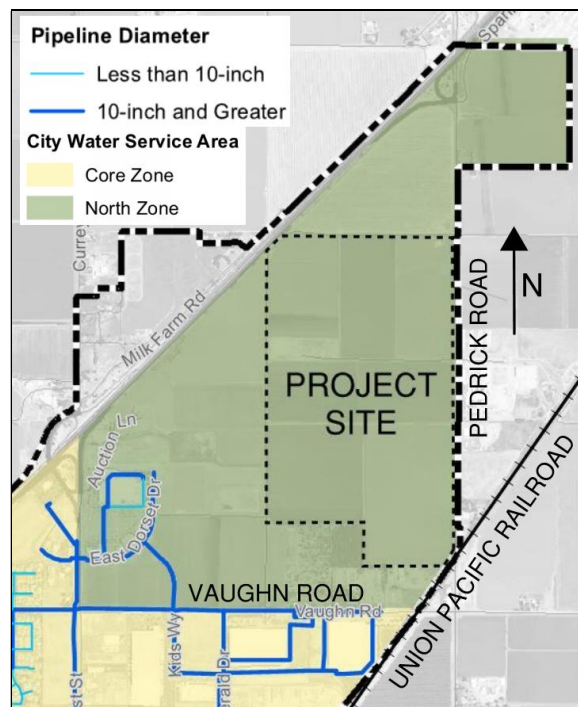 Pipeline Diameter
Less than 10-inch
10-inch and Greater
City Water Service Area
Core Zone
North Zone
Milk Farm Rd
N
PEDRICK ROAD
PROJECT
SITE
Auction Ln
East Dorset Dr
UNION PACIFIC RAILROAD
VAUGHN ROAD
Vaughn Rd
Kids Wy